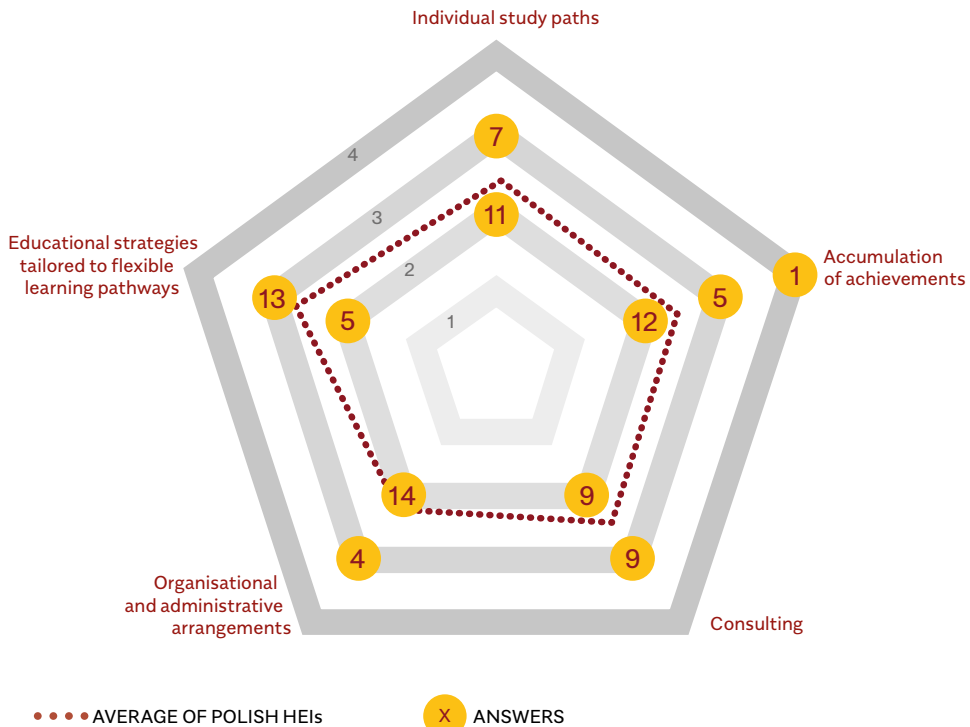 Individual study paths
4
7
3
11
Educational strategies
tailored to flexible
learning pathways
2
Accumulation
of achievements
1
13
5
1
5
12
14
9
4
9
Organisational
and administrative
arrangements
Consulting
AVERAGE OF POLISH HEIs
X
ANSWERS